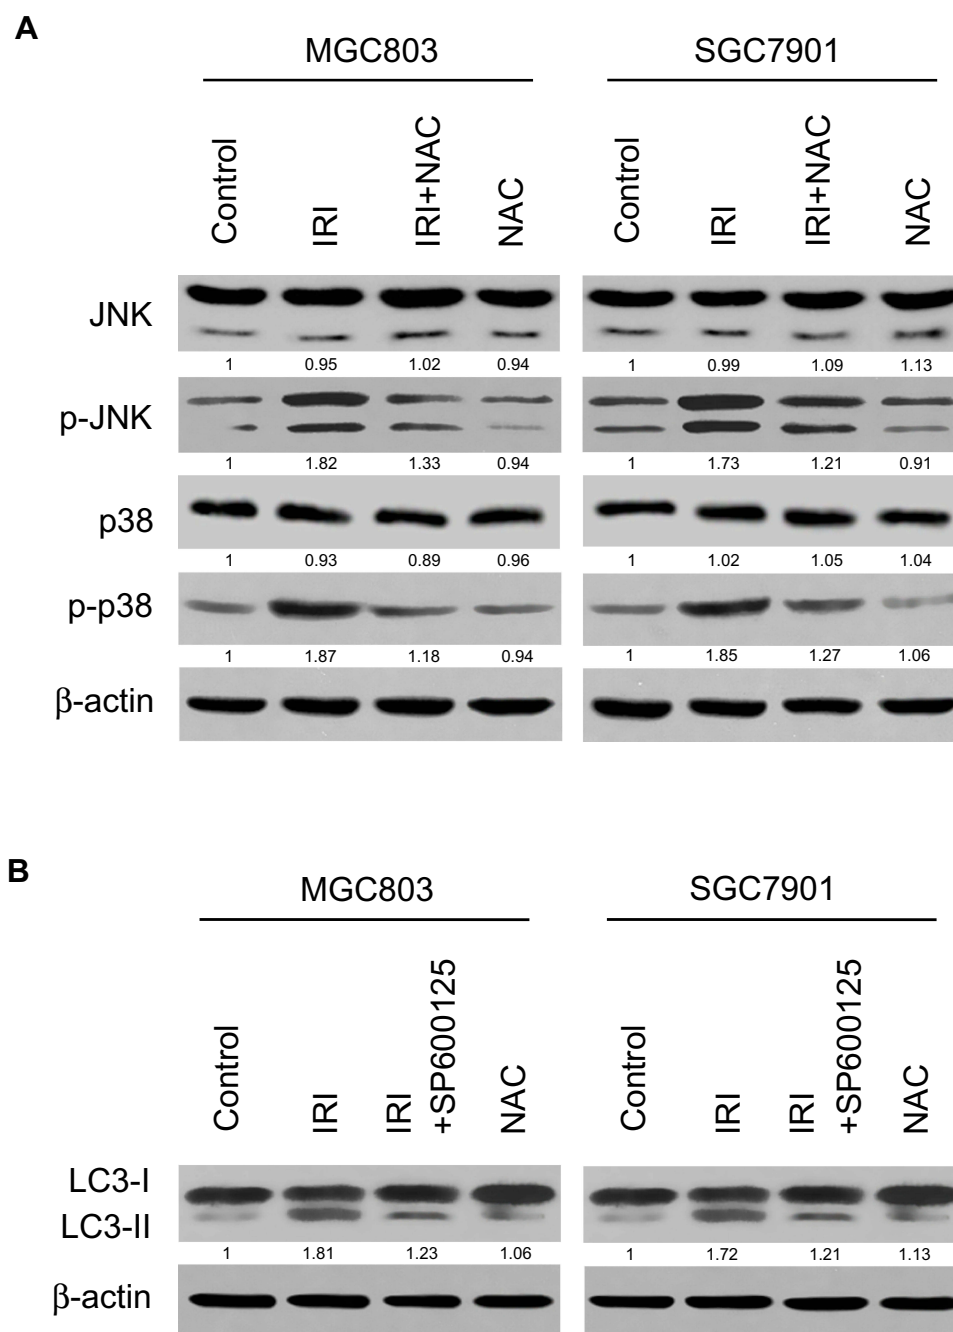 A
MGC803 SGC7901
Control IRI IRI+NAC NAC Control IRI IRI+NAC NAC
JNK
1 0.95 1.02 0.94 1 0.99 1.09 1.13
p-JNK
1 1.82 1.33 0.94 1 1.73 1.21 0.91
p38
1 0.93 0.89 0.96 1 1.02 1.05 1.04
p-p38
1 1.87 1.18 0.94 1 1.85 1.27 1.06
β-actin
B
MGC803 SGC7901
Control IRI IRI +SP600125 NAC Control IRI IRI +SP600125 NAC
LC3-I
LC3-II
1 1.81 1.23 1.06 1 1.72 1.21 1.13
β-actin